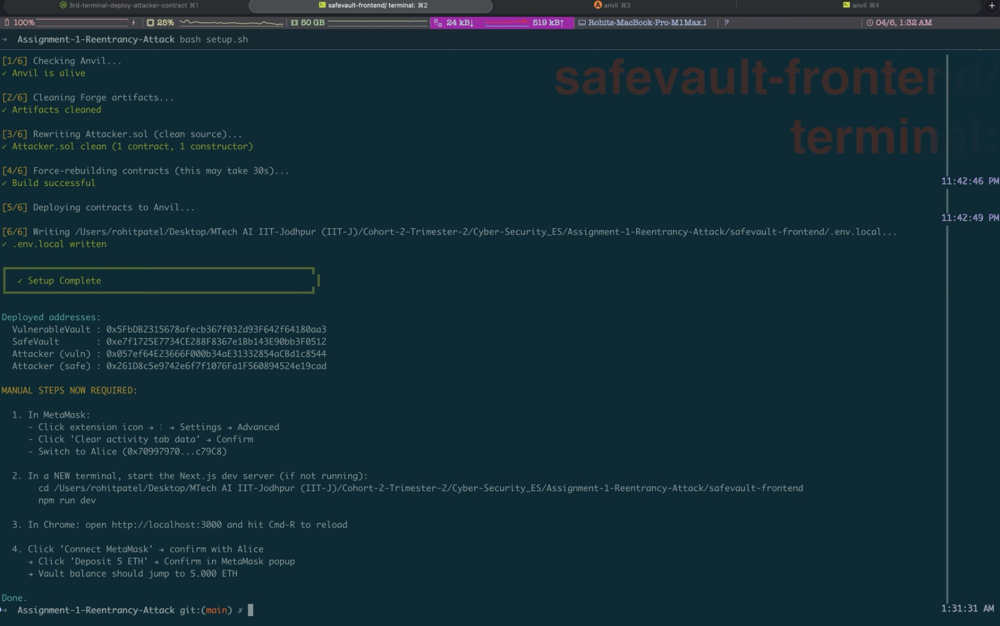 3rd-terminal-deploy-attacker-contract ⌘1
safevault-frontend/ terminal: ⌘2
anvil ⌘3
anvil ⌘4
100%
25%
50 GB
24 kB↓
519 kB↑
Rohits-MacBook-Pro-M1Max.l
04/6, 1:32 AM
→ Assignment-1-Reentrancy-Attack bash setup.sh
safevault-frontend/
terminal:
[1/6] Checking Anvil...
✓ Anvil is alive
[2/6] Cleaning Forge artifacts...
✓ Artifacts cleaned
[3/6] Rewriting Attacker.sol (clean source)...
✓ Attacker.sol clean (1 contract, 1 constructor)
[4/6] Force-rebuilding contracts (this may take 30s)...
✓ Build successful
11:42:46 PM
[5/6] Deploying contracts to Anvil...
11:42:49 PM
[6/6] Writing /Users/rohitpatel/Desktop/MTech AI IIT-Jodhpur (IIT-J)/Cohort-2-Trimester-2/Cyber-Security_ES/Assignment-1-Reentrancy-Attack/safevault-frontend/.env.local...
✓ .env.local written
✓ Setup Complete
Deployed addresses:
VulnerableVault : 0x5FbDB2315678afecb367f032d93F642f64180aa3
SafeVault : 0xe7f1725E7734CE288F8367e1Bb143E90bb3F0512
Attacker (vuln) : 0x057ef64E23666F000b34aE31332854aCBd1c8544
Attacker (safe) : 0x261D8c5e9742e6f7f1076Fa1F560894524e19cad
MANUAL STEPS NOW REQUIRED:
1. In MetaMask:
- Click extension icon → ⋮ → Settings → Advanced
- Click 'Clear activity tab data' → Confirm
- Switch to Alice (0x70997970...c79C8)
2. In a NEW terminal, start the Next.js dev server (if not running):
cd /Users/rohitpatel/Desktop/MTech AI IIT-Jodhpur (IIT-J)/Cohort-2-Trimester-2/Cyber-Security_ES/Assignment-1-Reentrancy-Attack/safevault-frontend
npm run dev
3. In Chrome: open http://localhost:3000 and hit Cmd-R to reload
4. Click 'Connect MetaMask' → confirm with Alice
→ Click 'Deposit 5 ETH' → Confirm in MetaMask popup
→ Vault balance should jump to 5.000 ETH
Done.
→ Assignment-1-Reentrancy-Attack git:(main) ✗
1:31:31 AM